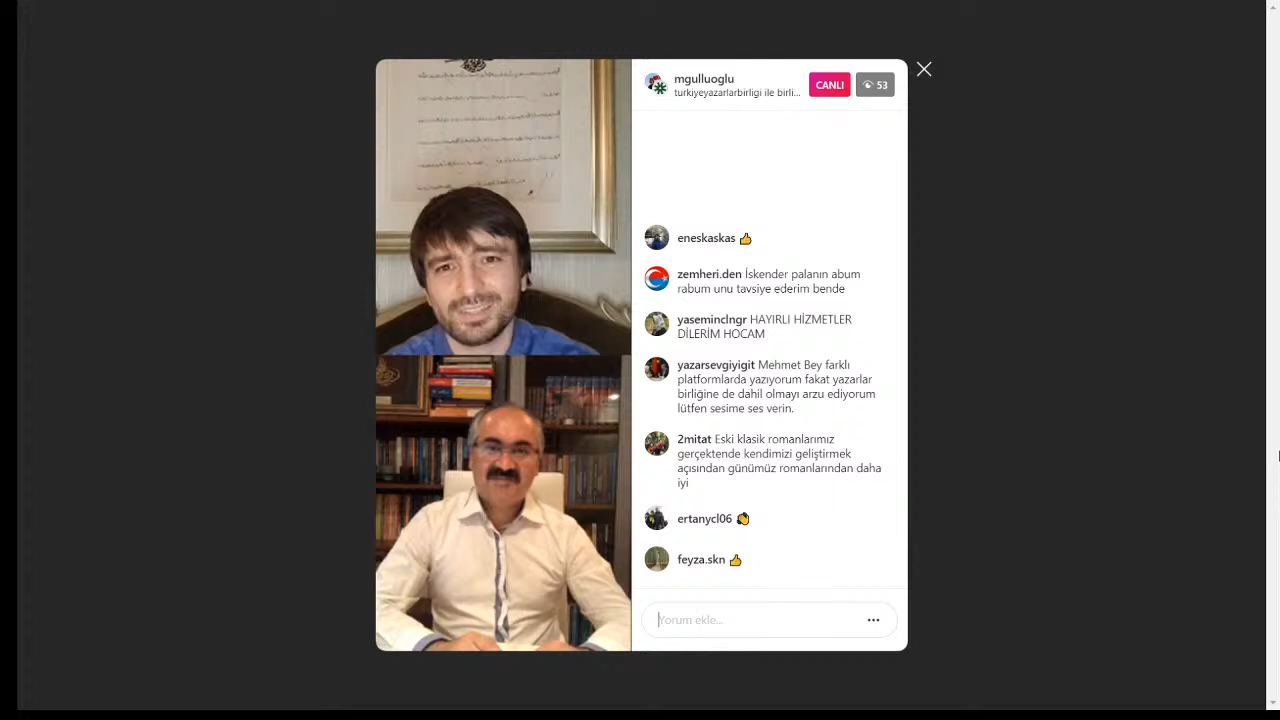 mgulluoglu
turkiyeyazarlarbirligi ile birli...
CANLI
53
eneskaskas 👍
zemheri.den İskender palanın abum
rabum unu tavsiye ederim bende
yaseminclngr HAYIRLI HİZMETLER
DİLERİM HOCAM
yazarsevgiyigit Mehmet Bey farklı
platformlarda yazıyorum fakat yazarlar
birliğine de dahil olmayı arzu ediyorum
lütfen sesime ses verin.
2mitat Eski klasik romanlarımız
gerçektende kendimizi geliştirmek
açısından günümüz romanlarından daha
iyi
ertanycl06 👏
feyza.skn 👍
Yorum ekle...